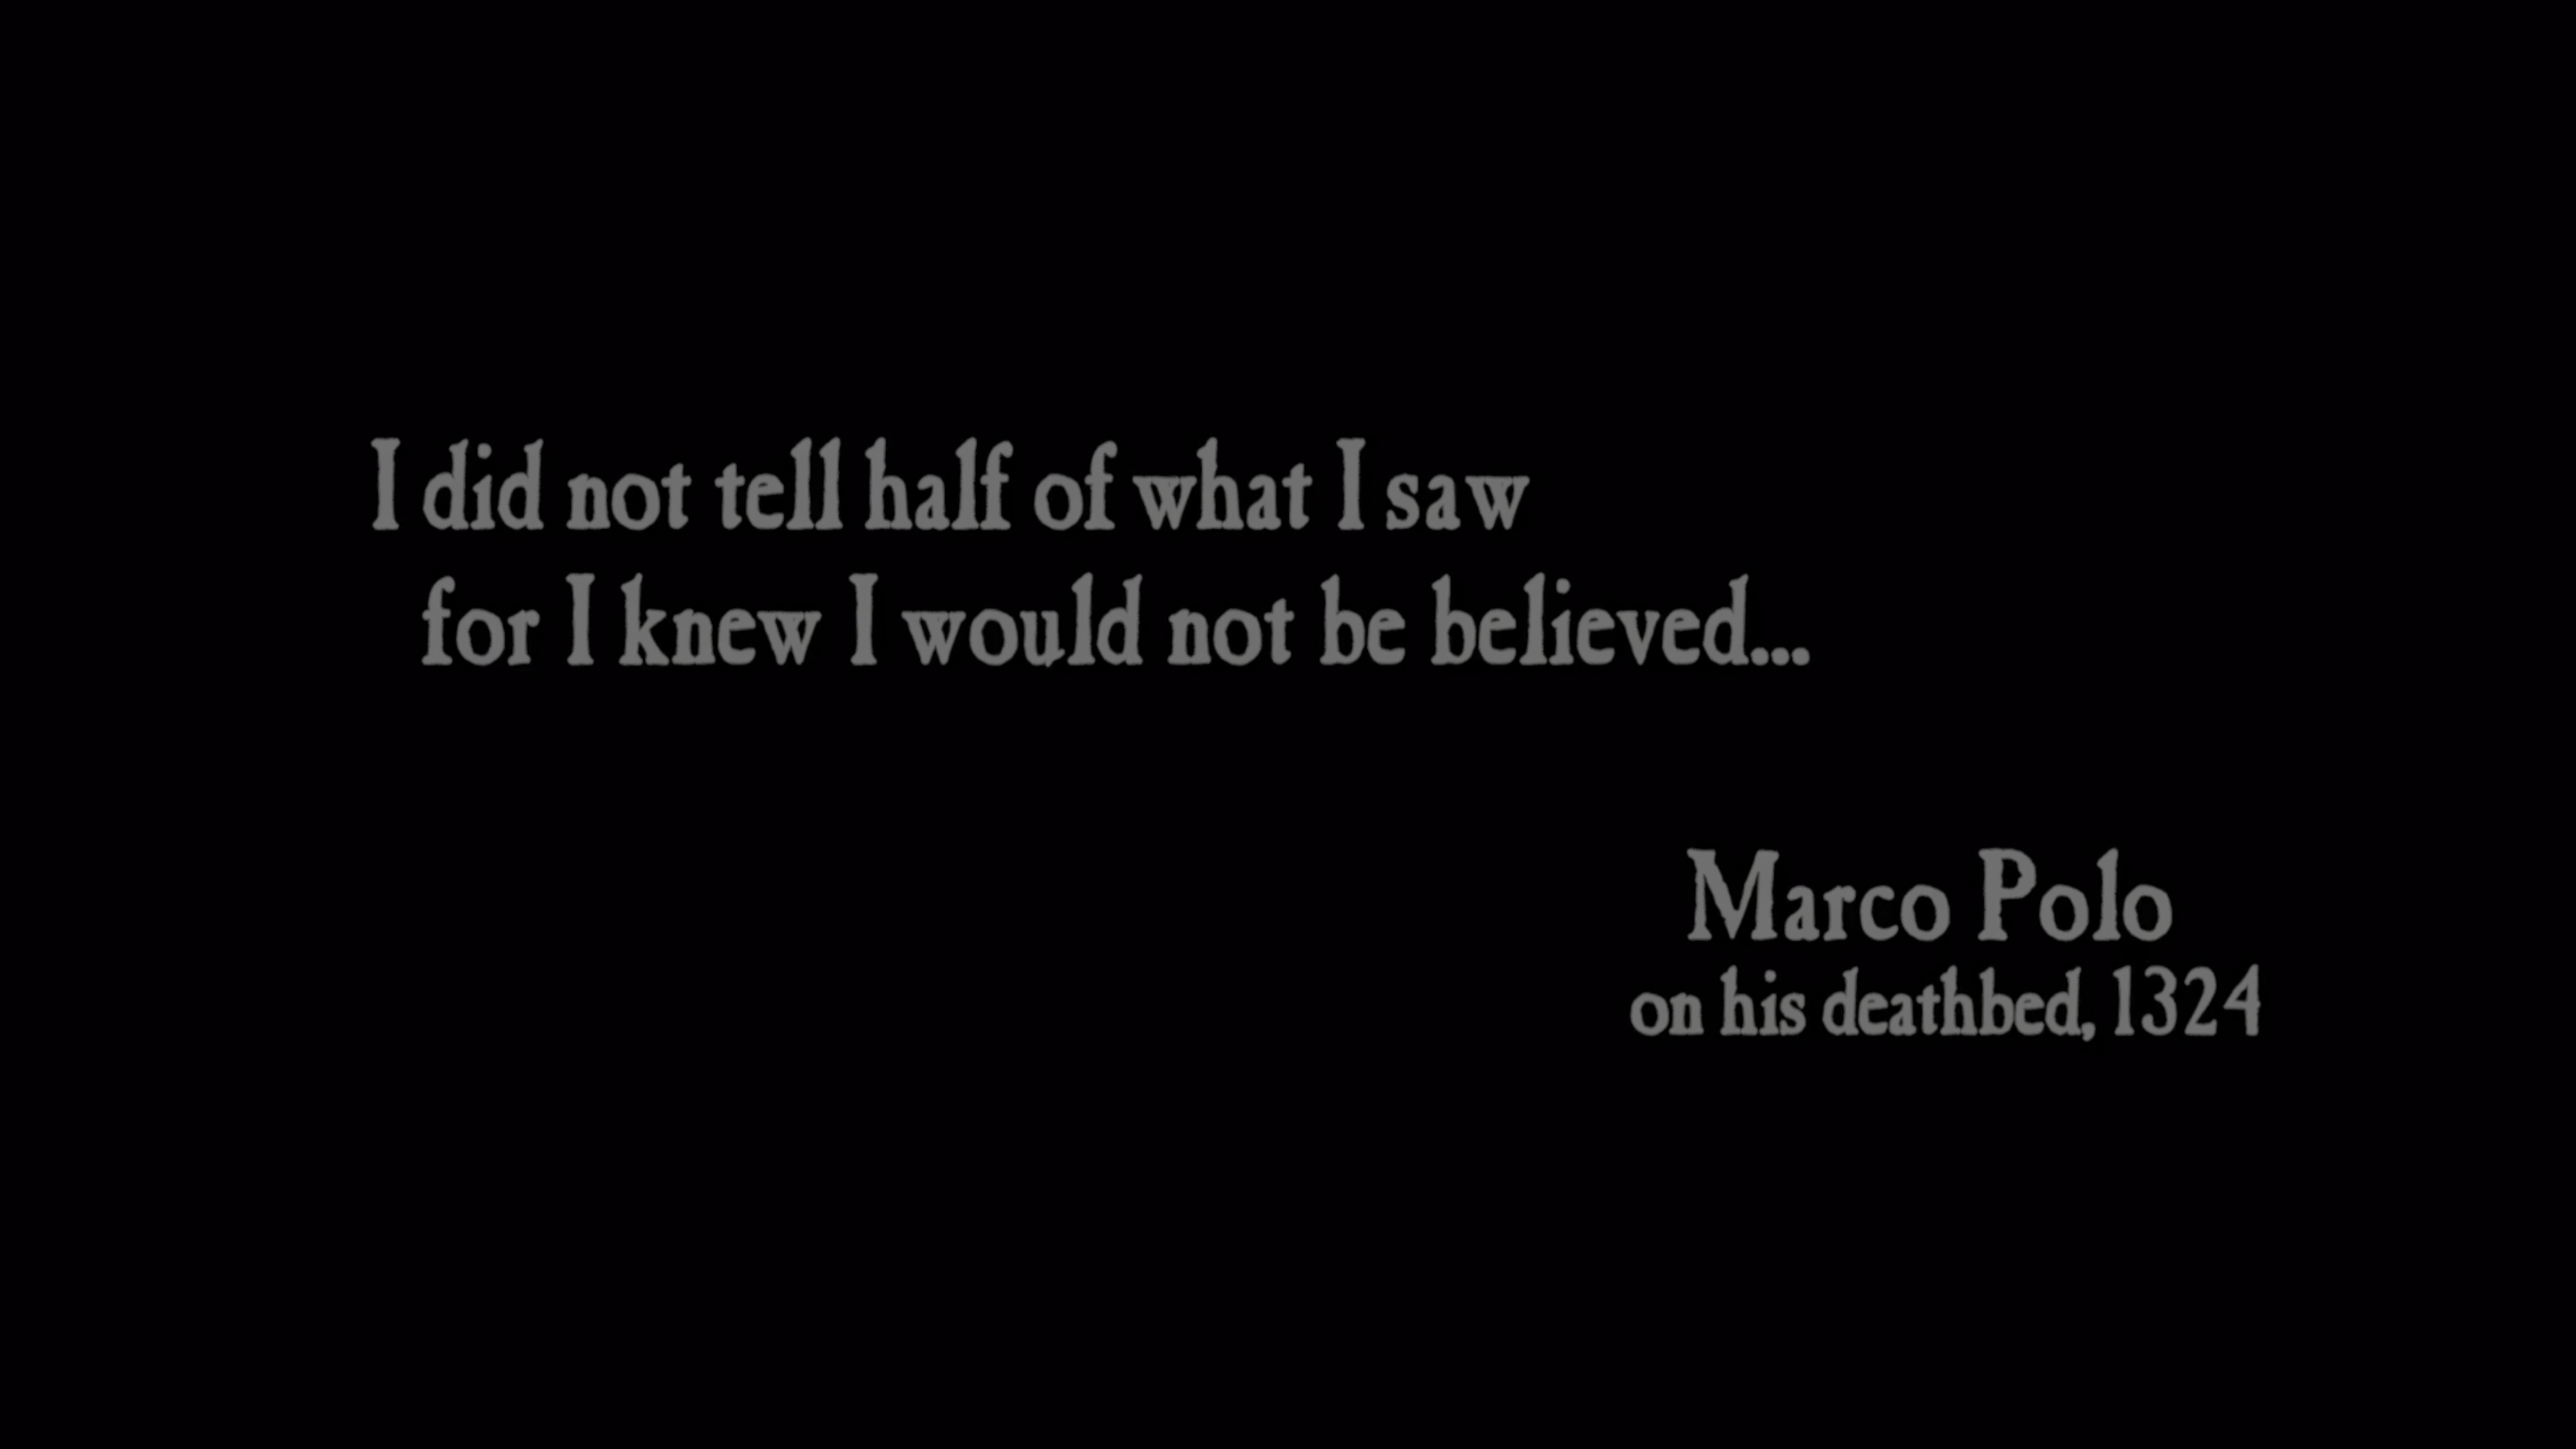 I did not tell half of what I saw
for I knew I would not be believed...
Marco Polo
on his deathbed, 1324